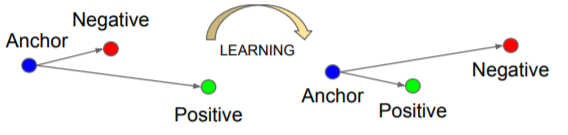 Negative
Anchor
Positive
LEARNING
Anchor
Positive
Negative